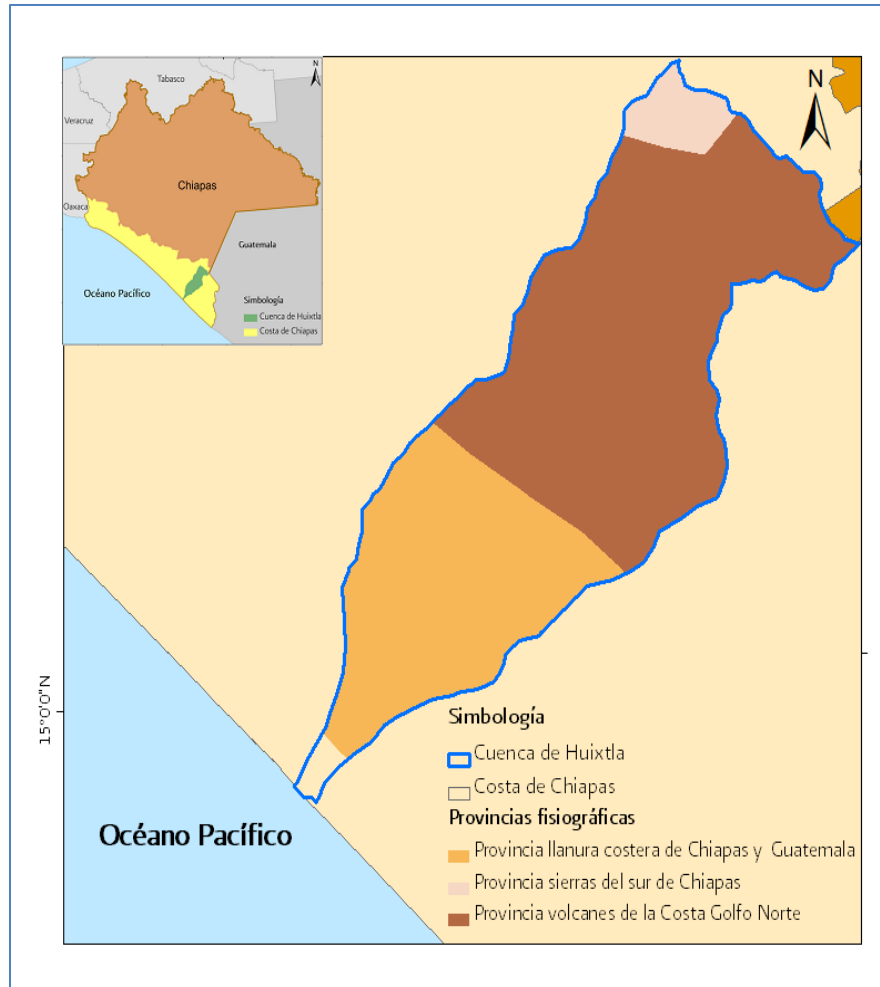 N
Tabasco
Veracruz
Chiapas
Oaxaca
Guatemala
Océano Pacífico
Simbología
Cuenca de Huixtla
Costa de Chiapas
N
15°0'0"N
Océano Pacífico
Simbología
Cuenca de Huixtla
Costa de Chiapas
Provincias fisiográficas
Provincia llanura costera de Chiapas y Guatemala
Provincia sierras del sur de Chiapas
Provincia volcanes de la Costa Golfo Norte